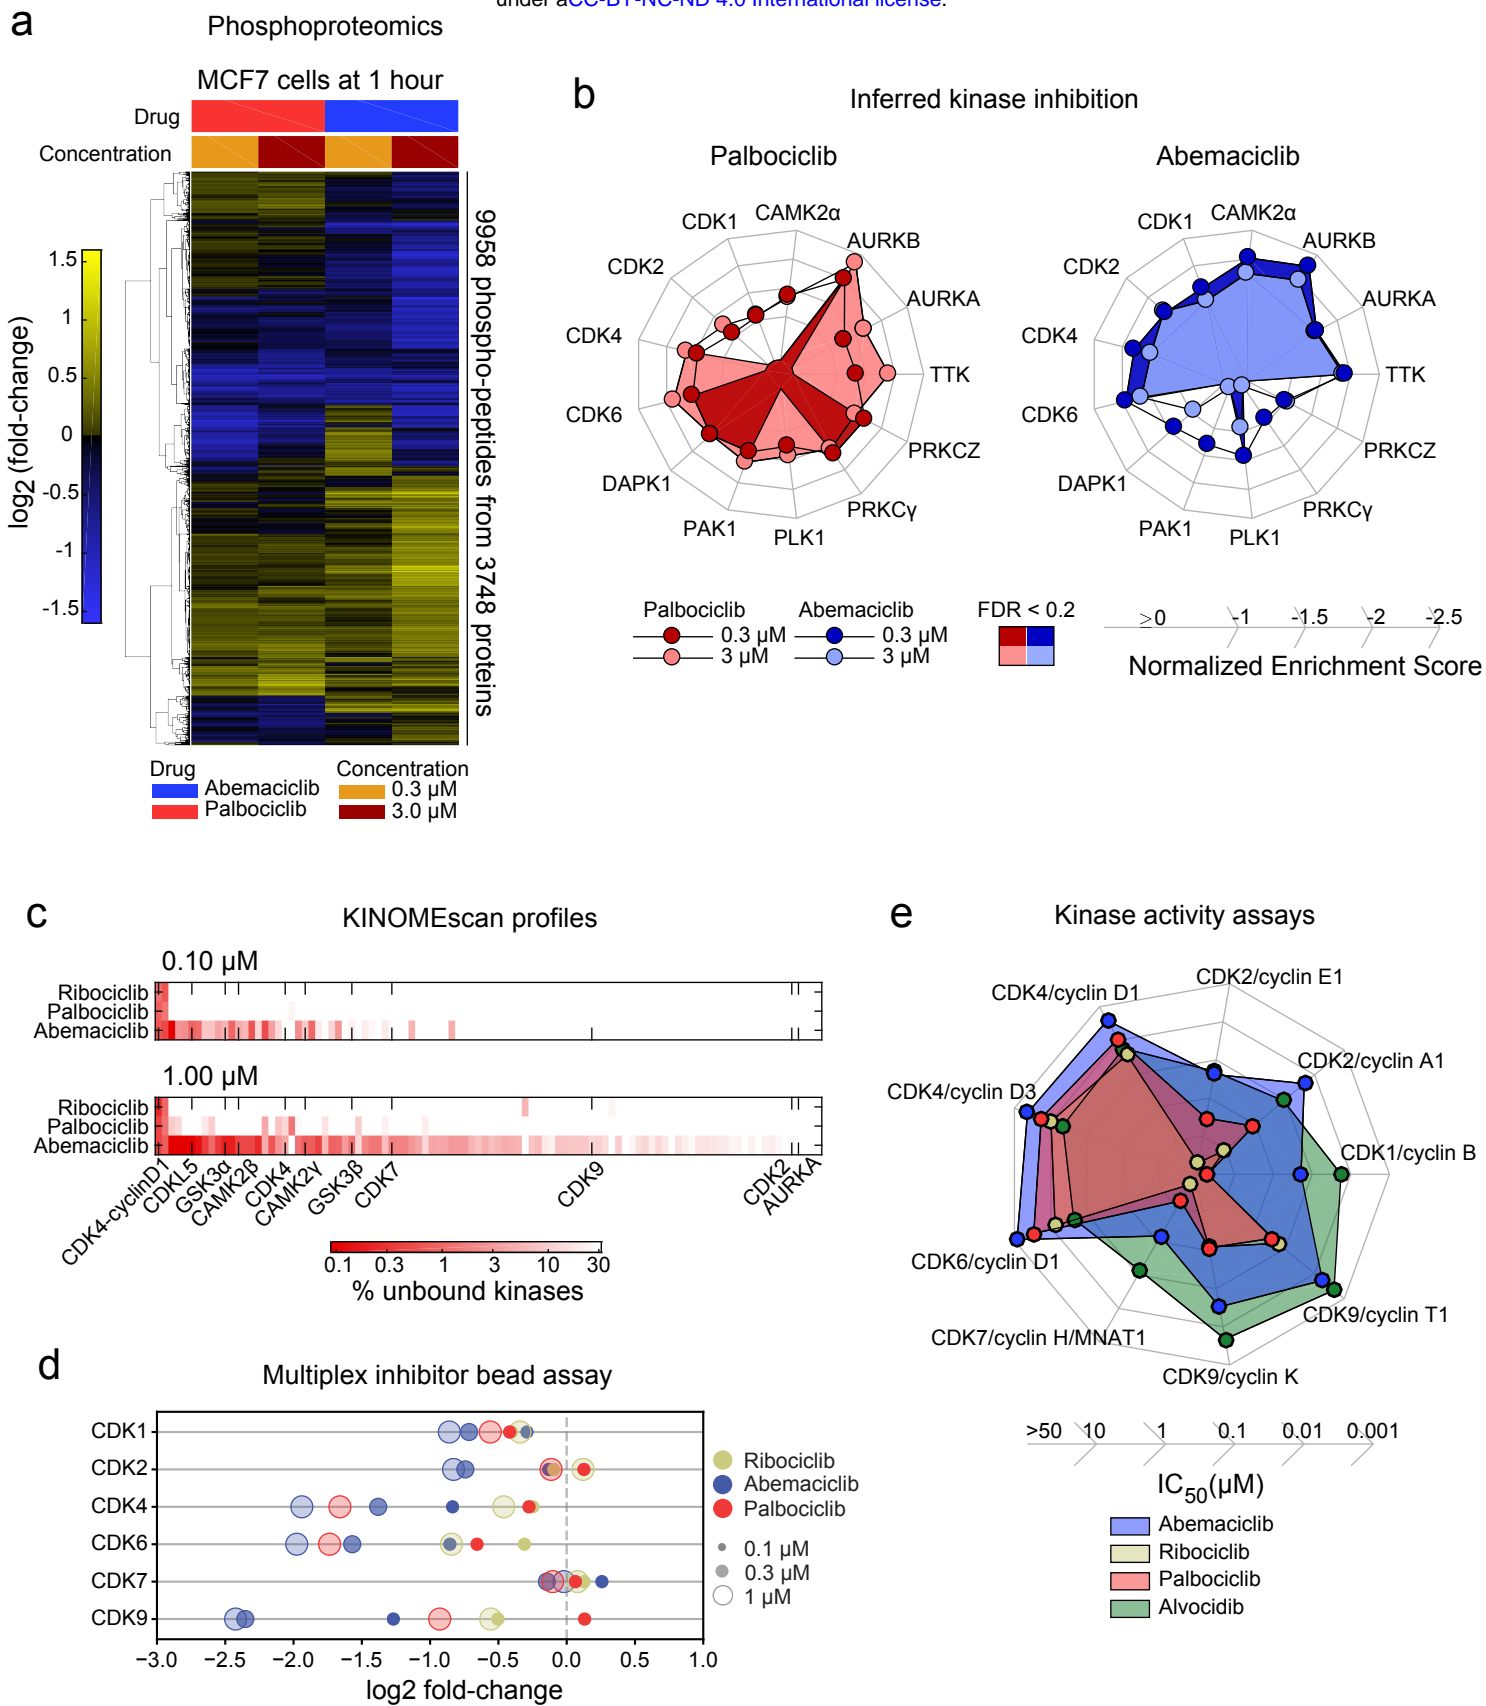 under aCC-BY-NC-ND 4.0 International license.
a
Phosphoproteomics
MCF7 cells at 1 hour
Drug
Concentration
log2 (fold-change)
1.5
1
0.5
0
-0.5
-1
-1.5
9958 phospho-peptides from 3748 proteins
Drug
Abemaciclib
Palbociclib
Concentration
0.3 µM
3.0 µM
b
Inferred kinase inhibition
Palbociclib
CAMK2α
AURKB
AURKA
TTK
PRKCZ
PRKCγ
PLK1
PAK1
DAPK1
CDK6
CDK4
CDK2
CDK1
Abemaciclib
CAMK2α
AURKB
AURKA
TTK
PRKCZ
PRKCγ
PLK1
PAK1
DAPK1
CDK6
CDK4
CDK2
CDK1
Palbociclib
0.3 µM
3 µM
Abemaciclib
0.3 µM
3 µM
FDR < 0.2
≥0 -1 -1.5 -2 -2.5
Normalized Enrichment Score
c
KINOMEscan profiles
0.10 µM
Ribociclib
Palbociclib
Abemaciclib
1.00 µM
Ribociclib
Palbociclib
Abemaciclib
CDK4-cyclinD1
CDKL5
GSK3α
CAMK2β
CDK4
CAMK2γ
GSK3β
CDK7
CDK9
CDK2
AURKA
0.1 0.3 1 3 10 30
% unbound kinases
d
Multiplex inhibitor bead assay
CDK1
CDK2
CDK4
CDK6
CDK7
CDK9
−3.0 −2.5 −2.0 −1.5 −1.0 −0.5 0.0 0.5 1.0
log2 fold-change
Ribociclib
Abemaciclib
Palbociclib
0.1 µM
0.3 µM
1 µM
e
Kinase activity assays
CDK2/cyclin E1
CDK4/cyclin D1
CDK2/cyclin A1
CDK4/cyclin D3
CDK1/cyclin B
CDK6/cyclin D1
CDK9/cyclin T1
CDK7/cyclin H/MNAT1
CDK9/cyclin K
>50 10 1 0.1 0.01 0.001
IC50(µM)
Abemaciclib
Ribociclib
Palbociclib
Alvocidib